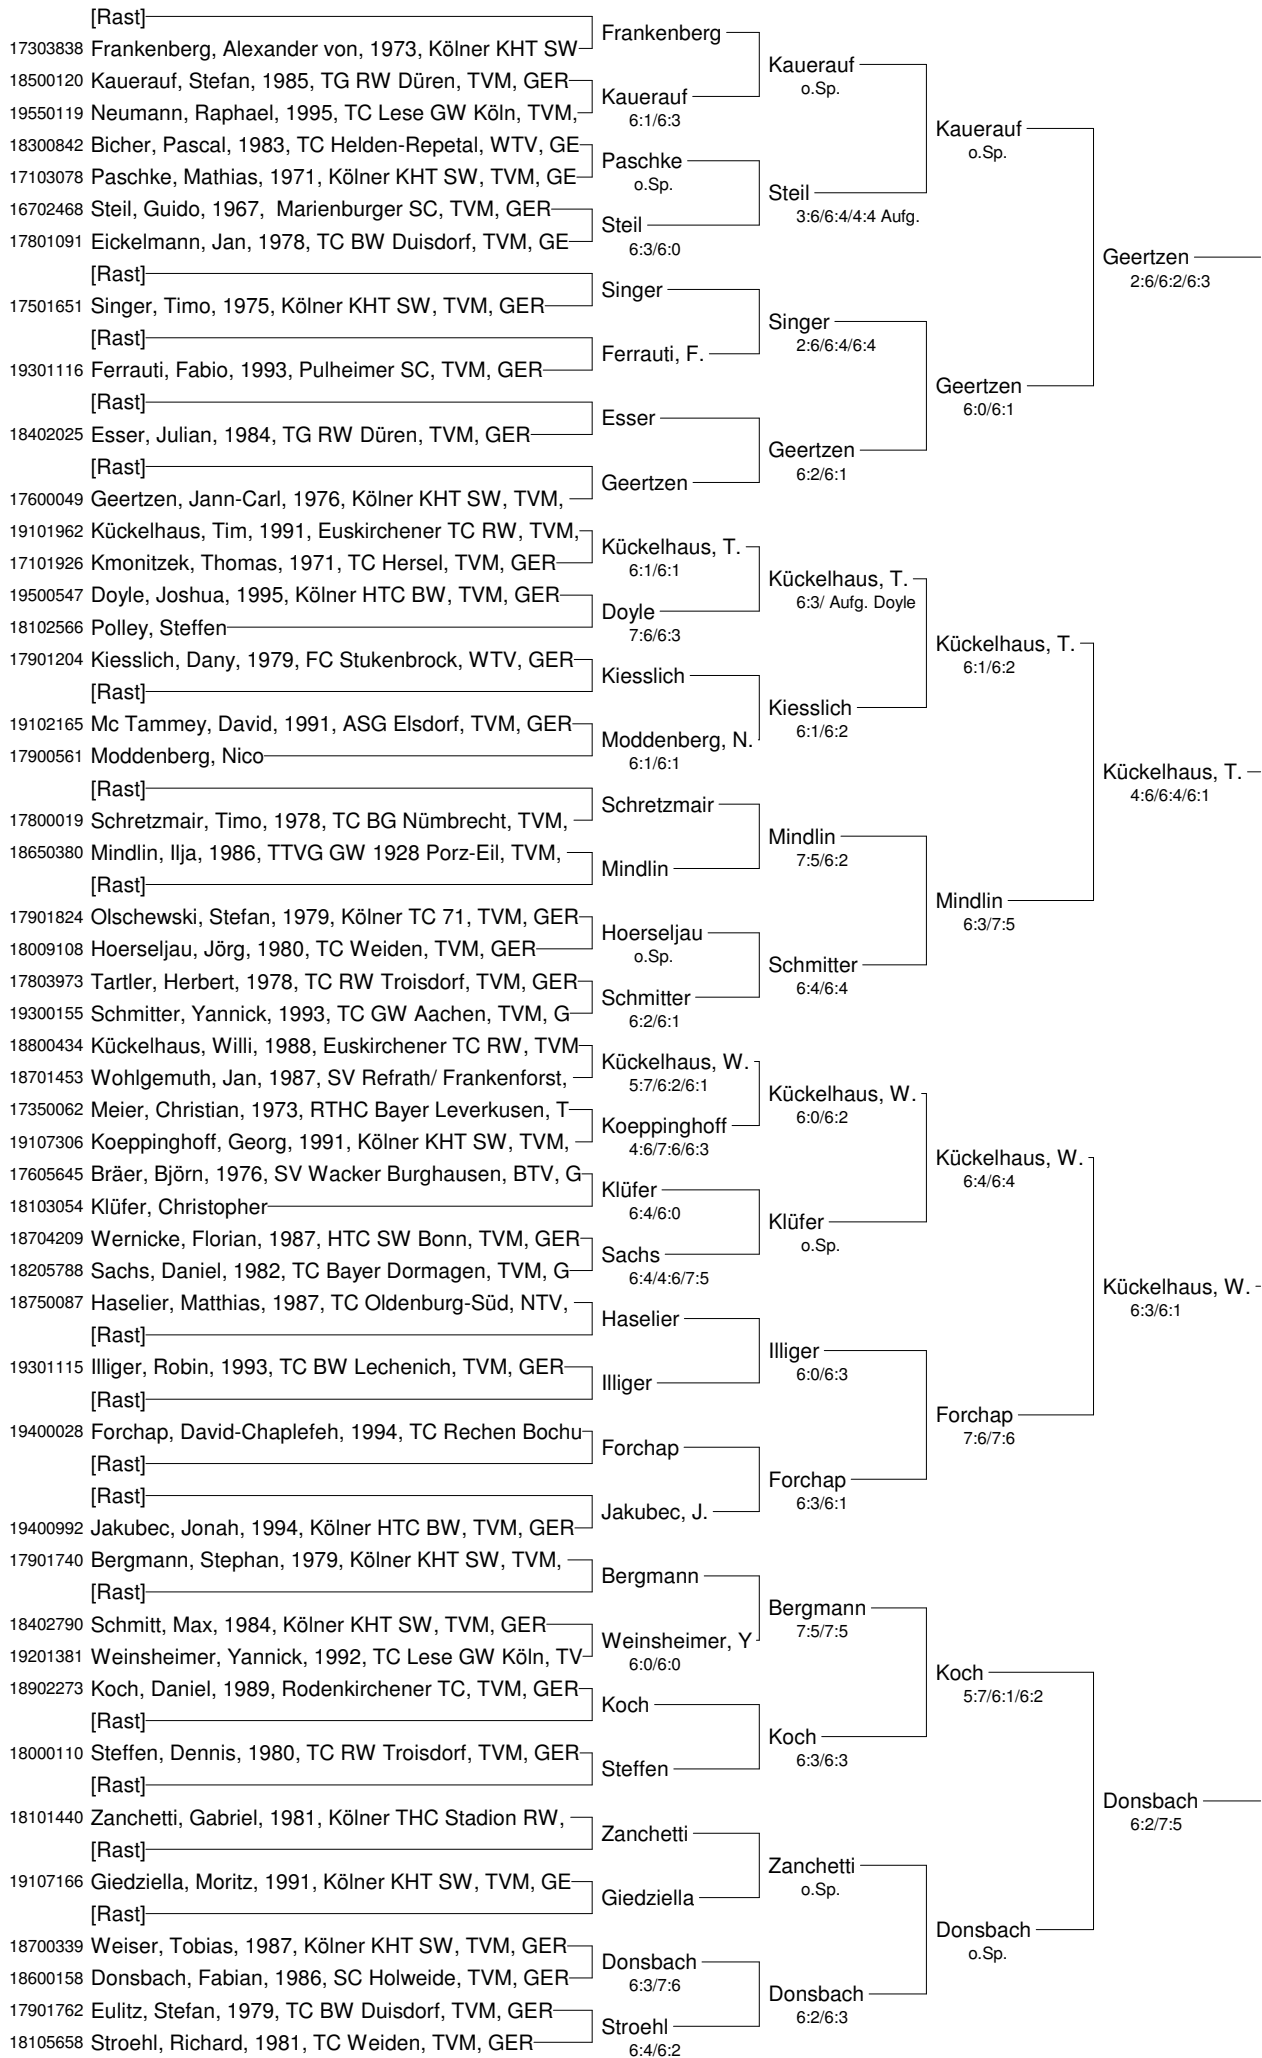 [Rast]
17303838 Frankenberg, Alexander von, 1973, Kölner KHT SW
18500120 Kauerauf, Stefan, 1985, TG RW Düren, TVM, GER
19550119 Neumann, Raphael, 1995, TC Lese GW Köln, TVM,
18300842 Bicher, Pascal, 1983, TC Helden-Repetal, WTV, GE
17103078 Paschke, Mathias, 1971, Kölner KHT SW, TVM, GE
16702468 Steil, Guido, 1967, Marienburger SC, TVM, GER
17801091 Eickelmann, Jan, 1978, TC BW Duisdorf, TVM, GE
[Rast]
17501651 Singer, Timo, 1975, Kölner KHT SW, TVM, GER
[Rast]
19301116 Ferrauti, Fabio, 1993, Pulheimer SC, TVM, GER
[Rast]
18402025 Esser, Julian, 1984, TG RW Düren, TVM, GER
[Rast]
17600049 Geertzen, Jann-Carl, 1976, Kölner KHT SW, TVM,
19101962 Kückelhaus, Tim, 1991, Euskirchener TC RW, TVM,
17101926 Kmonitzek, Thomas, 1971, TC Hersel, TVM, GER
19500547 Doyle, Joshua, 1995, Kölner HTC BW, TVM, GER
18102566 Polley, Steffen
17901204 Kiesslich, Dany, 1979, FC Stukenbrock, WTV, GER
[Rast]
19102165 Mc Tammey, David, 1991, ASG Elsdorf, TVM, GER
17900561 Moddenberg, Nico
[Rast]
17800019 Schretzmair, Timo, 1978, TC BG Nümbrecht, TVM,
18650380 Mindlin, Ilja, 1986, TTVG GW 1928 Porz-Eil, TVM,
[Rast]
17901824 Olschewski, Stefan, 1979, Kölner TC 71, TVM, GER
18009108 Hoerseljau, Jörg, 1980, TC Weiden, TVM, GER
17803973 Tartler, Herbert, 1978, TC RW Troisdorf, TVM, GER
19300155 Schmitter, Yannick, 1993, TC GW Aachen, TVM, G
18800434 Kückelhaus, Willi, 1988, Euskirchener TC RW, TVM
18701453 Wohlgemuth, Jan, 1987, SV Refrath/ Frankenforst,
17350062 Meier, Christian, 1973, RTHC Bayer Leverkusen, T
19107306 Koeppinghoff, Georg, 1991, Kölner KHT SW, TVM,
17605645 Bräer, Björn, 1976, SV Wacker Burghausen, BTV, G
18103054 Klüfer, Christopher
18704209 Wernicke, Florian, 1987, HTC SW Bonn, TVM, GER
18205788 Sachs, Daniel, 1982, TC Bayer Dormagen, TVM, G
18750087 Haselier, Matthias, 1987, TC Oldenburg-Süd, NTV,
[Rast]
19301115 Illiger, Robin, 1993, TC BW Lechenich, TVM, GER
[Rast]
19400028 Forchap, David-Chaplefeh, 1994, TC Rechen Bochu
[Rast]
[Rast]
19400992 Jakubec, Jonah, 1994, Kölner HTC BW, TVM, GER
17901740 Bergmann, Stephan, 1979, Kölner KHT SW, TVM,
[Rast]
18402790 Schmitt, Max, 1984, Kölner KHT SW, TVM, GER
19201381 Weinsheimer, Yannick, 1992, TC Lese GW Köln, TV
18902273 Koch, Daniel, 1989, Rodenkirchener TC, TVM, GER
[Rast]
18000110 Steffen, Dennis, 1980, TC RW Troisdorf, TVM, GER
[Rast]
18101440 Zanchetti, Gabriel, 1981, Kölner THC Stadion RW,
[Rast]
19107166 Giedziella, Moritz, 1991, Kölner KHT SW, TVM, GE
[Rast]
18700339 Weiser, Tobias, 1987, Kölner KHT SW, TVM, GER
18600158 Donsbach, Fabian, 1986, SC Holweide, TVM, GER
17901762 Eulitz, Stefan, 1979, TC BW Duisdorf, TVM, GER
18105658 Stroehl, Richard, 1981, TC Weiden, TVM, GER
Frankenberg
Kauerauf
6:1/6:3
Paschke
o.Sp.
Steil
6:3/6:0
Singer
Ferrauti, F.
Esser
Geertzen
Kückelhaus, T.
6:1/6:1
Doyle
7:6/6:3
Kiesslich
Moddenberg, N.
6:1/6:1
Schretzmair
Mindlin
Hoerseljau
o.Sp.
Schmitter
6:2/6:1
Kückelhaus, W.
5:7/6:2/6:1
Koeppinghoff
4:6/7:6/6:3
Klüfer
6:4/6:0
Sachs
6:4/4:6/7:5
Haselier
Illiger
Forchap
Jakubec, J.
Bergmann
Weinsheimer, Y
6:0/6:0
Koch
Steffen
Zanchetti
Giedziella
Donsbach
6:3/7:6
Stroehl
6:4/6:2
Kauerauf
o.Sp.
Steil
3:6/6:4/4:4 Aufg.
Singer
2:6/6:4/6:4
Geertzen
6:2/6:1
Kückelhaus, T.
6:3/ Aufg. Doyle
Kiesslich
6:1/6:2
Mindlin
7:5/6:2
Schmitter
6:4/6:4
Kückelhaus, W.
6:0/6:2
Klüfer
o.Sp.
Illiger
6:0/6:3
Forchap
6:3/6:1
Bergmann
7:5/7:5
Koch
6:3/6:3
Zanchetti
o.Sp.
Donsbach
6:2/6:3
Kauerauf
o.Sp.
Geertzen
6:0/6:1
Kückelhaus, T.
6:1/6:2
Mindlin
6:3/7:5
Kückelhaus, W.
6:4/6:4
Forchap
7:6/7:6
Koch
5:7/6:1/6:2
Donsbach
o.Sp.
Geertzen
2:6/6:2/6:3
Kückelhaus, T.
4:6/6:4/6:1
Kückelhaus, W.
6:3/6:1
Donsbach
6:2/7:5